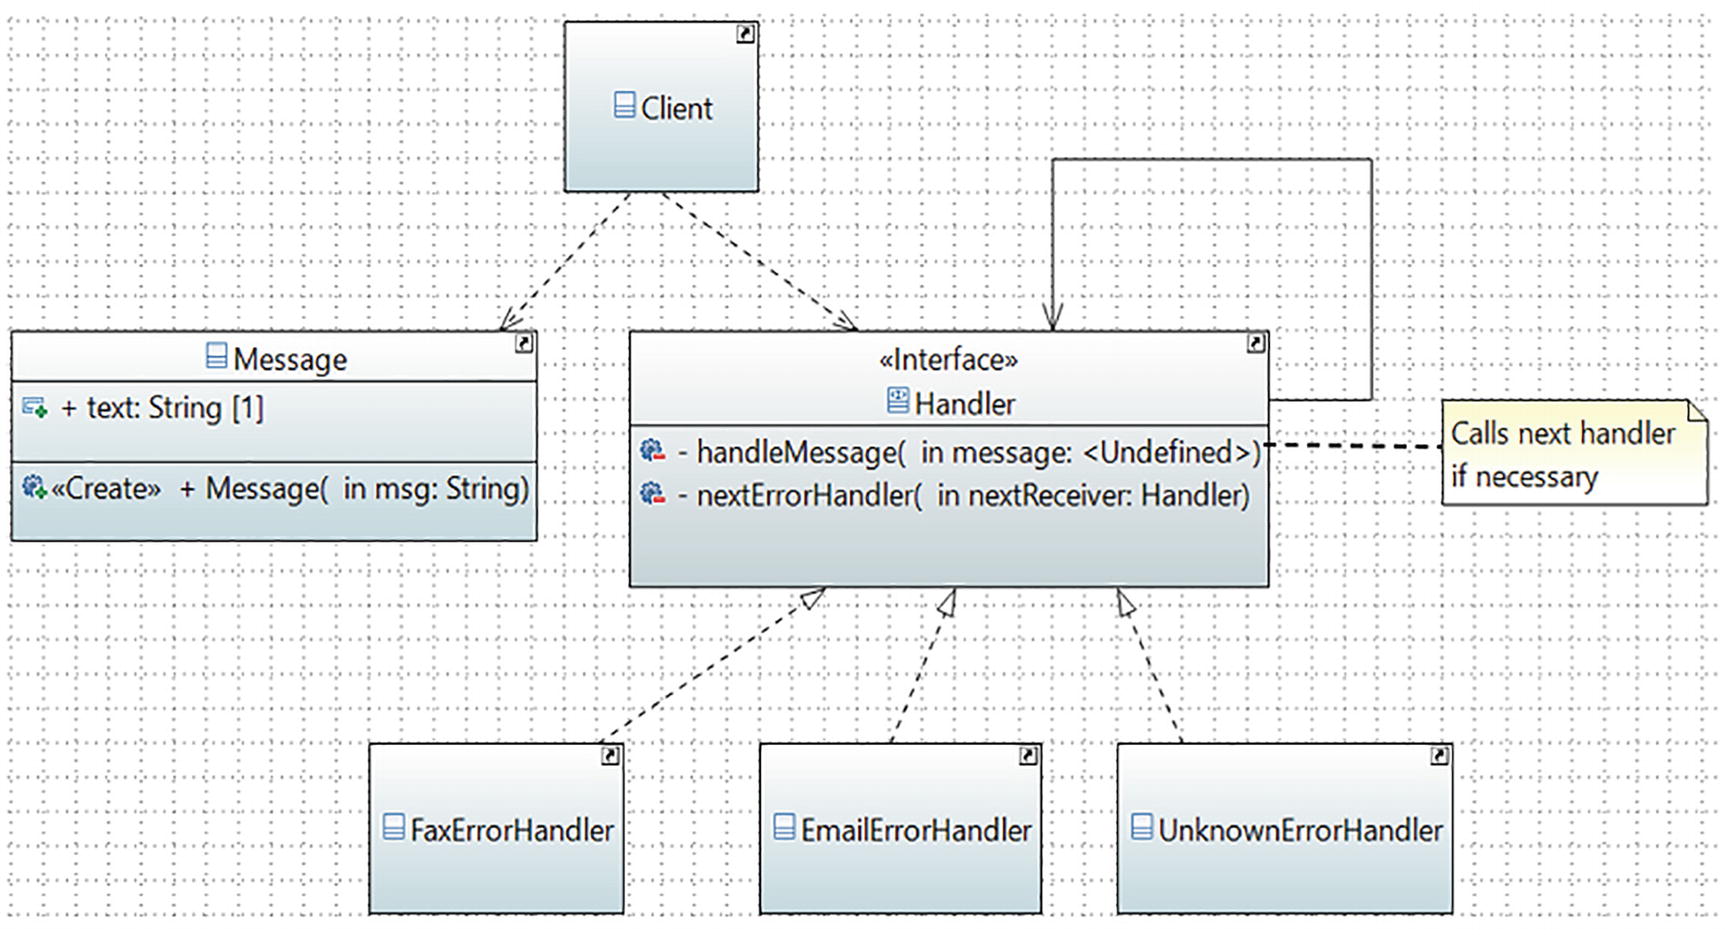 Client
Message
+ text: String [1]
«Create» + Message( in msg: String)
«Interface»
Handler
- handleMessage( in message: <Undefined>)
- nextErrorHandler( in nextReceiver: Handler)
Calls next handler
if necessary
FaxErrorHandler
EmailErrorHandler
UnknownErrorHandler